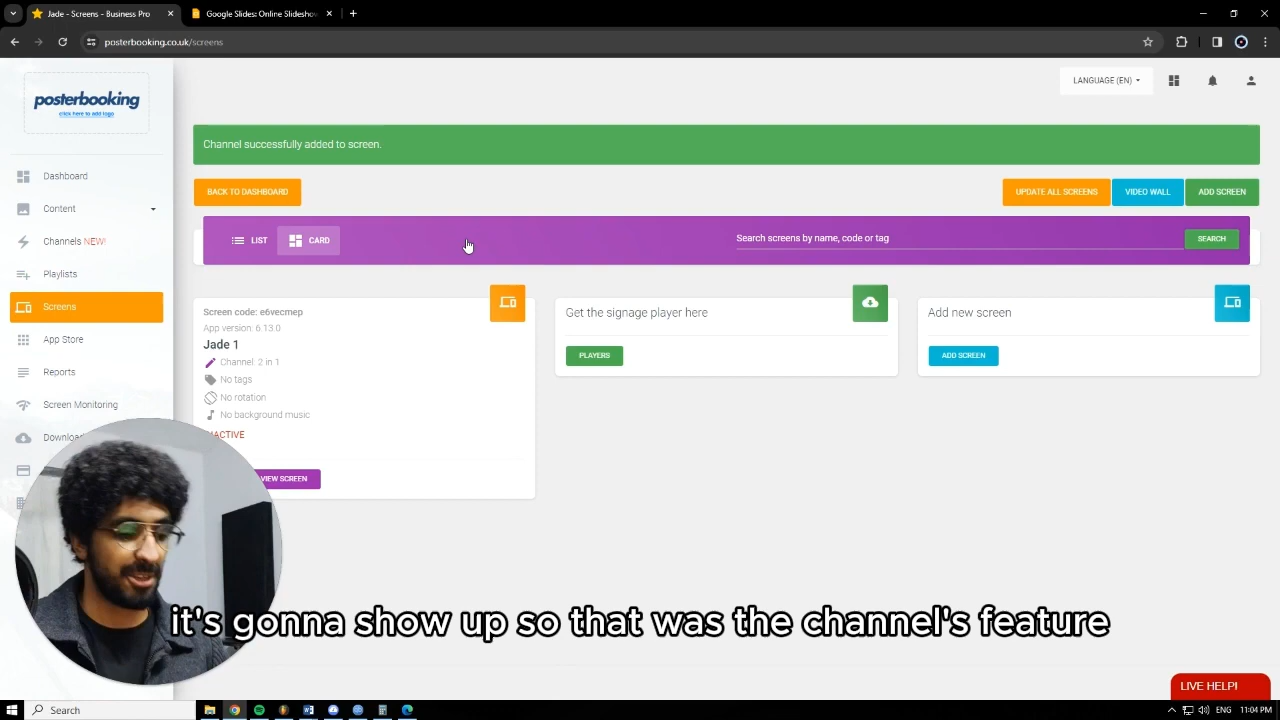 Jade - Screens - Business Pro
Google Slides: Online Slideshow
posterbooking.co.uk/screens
posterbooking
click here to add logo
LANGUAGE (EN)
Dashboard
Content
Channels NEW!
Playlists
Screens
App Store
Reports
Screen Monitoring
Channel successfully added to screen.
BACK TO DASHBOARD
UPDATE ALL SCREENS
VIDEO WALL
ADD SCREEN
LIST
CARD
Search screens by name, code or tag
SEARCH
Screen code: e6vecmep
App version: 6.13.0
Jade 1
Channel: 2 in 1
No tags
No rotation
No background music
VIEW SCREEN
Get the signage player here
PLAYERS
Add new screen
ADD SCREEN
it's gonna show up so that was the channel's feature
LIVE HELP!
Search
ENG
11:04 PM